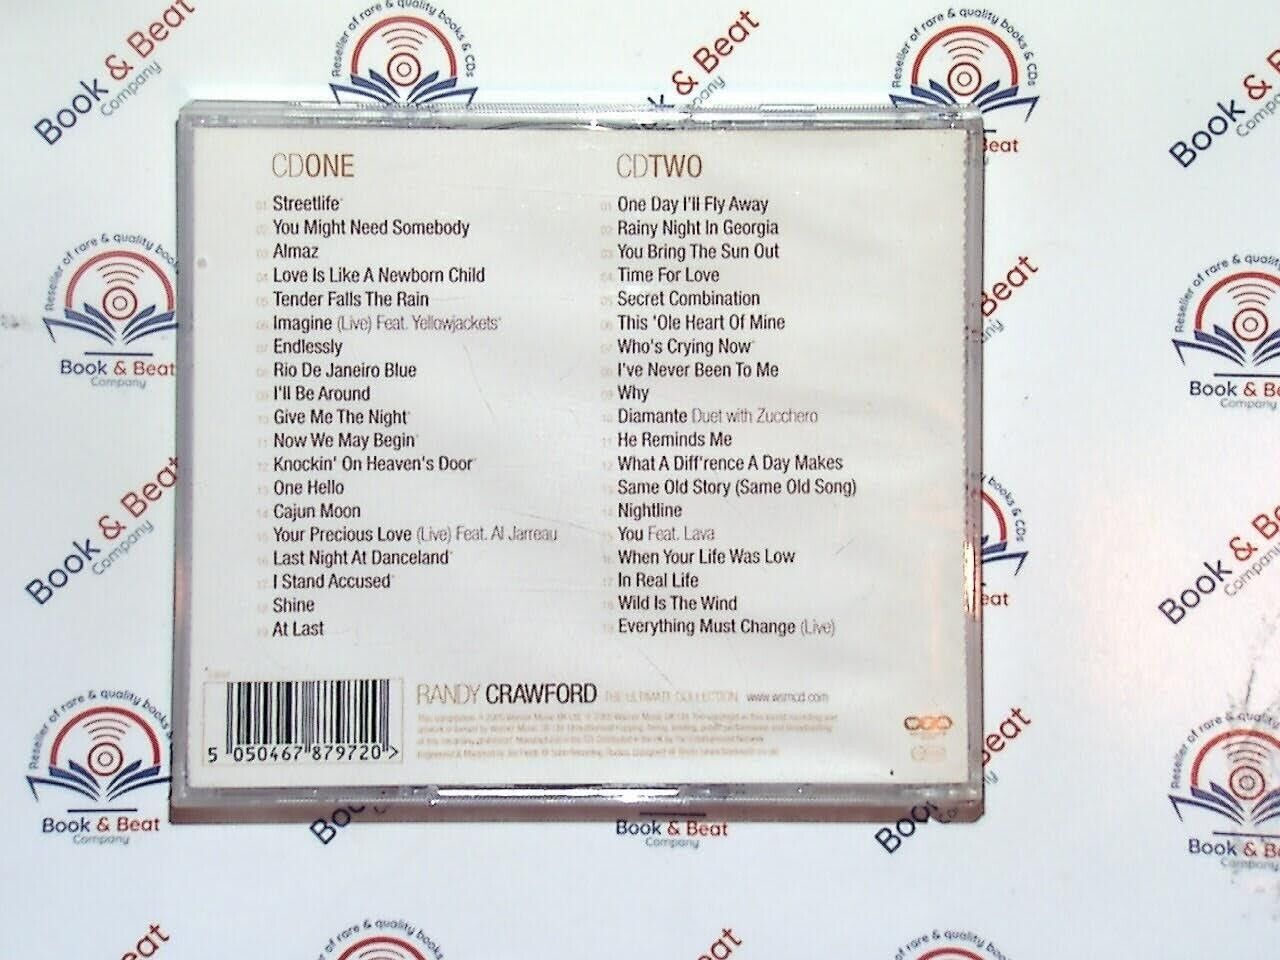 CDONE
01 Streetlife*
02 You Might Need Somebody
03 Almaz
04 Love Is Like A Newborn Child
05 Tender Falls The Rain
06 Imagine (Live) Feat. Yellowjackets*
07 Endlessly
08 Rio De Janeiro Blue
09 I'll Be Around
10 Give Me The Night*
11 Now We May Begin*
12 Knockin' On Heaven's Door*
13 One Hello
14 Cajun Moon
15 Your Precious Love (Live) Feat. Al Jarreau
16 Last Night At Danceland*
17 I Stand Accused*
18 Shine
19 At Last
CDTWO
01 One Day I'll Fly Away
02 Rainy Night In Georgia
03 You Bring The Sun Out
04 Time For Love
05 Secret Combination
06 This 'Ole Heart Of Mine
07 Who's Crying Now*
08 I've Never Been To Me
09 Why
10 Diamante Duet with Zucchero
11 He Reminds Me
12 What A Diff'rence A Day Makes
13 Same Old Story (Same Old Song)
14 Nightline
15 You Feat. Lava
16 When Your Life Was Low
17 In Real Life
18 Wild Is The Wind
19 Everything Must Change (Live)
RANDY CRAWFORD THE ULTIMATE COLLECTION www.wsmcd.com
5 050467 879720 >
Reseller of rare & quality books & CDs
Book & Beat
Company